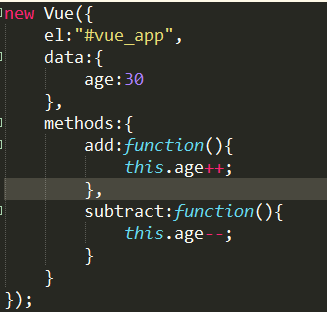 new Vue({
    el:"#vue_app",
    data:{
        age:30
    },
    methods:{
        add:function(){
            this.age++;
        },
        subtract:function(){
            this.age--;
        }
    }
});